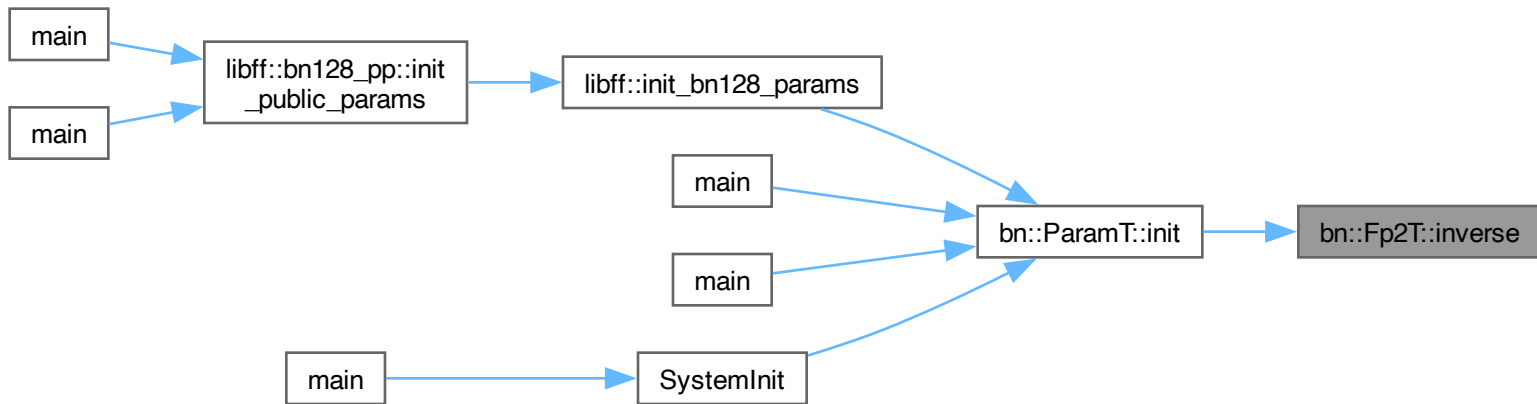 main
libff::bn128_pp::init
_public_params
libff::init_bn128_params
main
main
bn::ParamT::init
bn::Fp2T::inverse
main
main
SystemInit